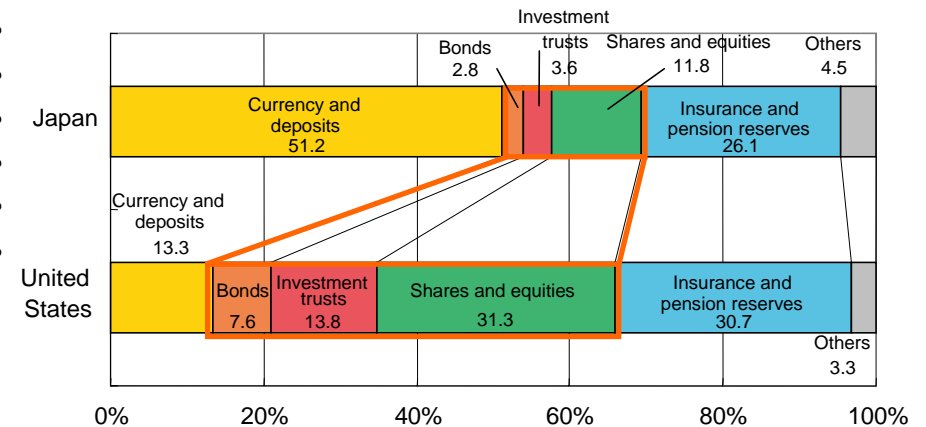 Investment
trusts
3.6
Bonds
2.8
Shares and equities
11.8
Others
4.5
Japan
Currency and
deposits
51.2
Insurance and
pension reserves
26.1
Currency and
deposits
13.3
United
States
Bonds
7.6
Investment
trusts
13.8
Shares and equities
31.3
Insurance and
pension reserves
30.7
Others
3.3
0%
20%
40%
60%
80%
100%